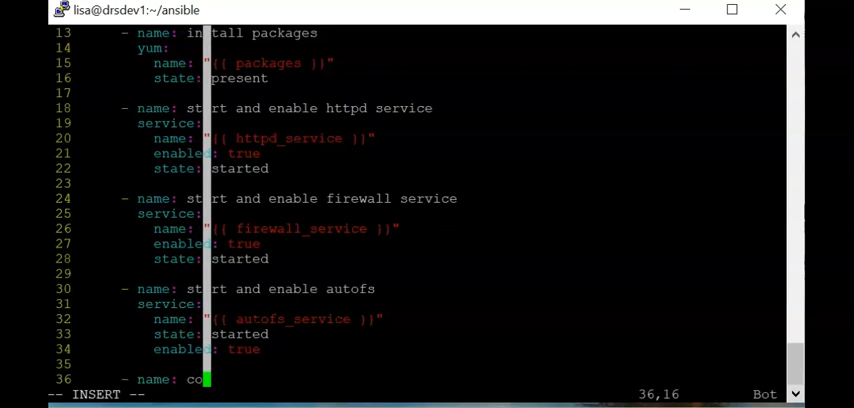 lisa@drsdev1:~/ansible
13 - name: install packages
14 yum:
15 name: "{{ packages }}"
16 state: present
17
18 - name: start and enable httpd service
19 service:
20 name: "{{ httpd_service }}"
21 enabled: true
22 state: started
23
24 - name: start and enable firewall service
25 service:
26 name: "{{ firewall_service }}"
27 enabled: true
28 state: started
29
30 - name: start and enable autofs
31 service:
32 name: "{{ autofs_service }}"
33 state: started
34 enabled: true
35
36 - name: co
-- INSERT -- 36,16 Bot